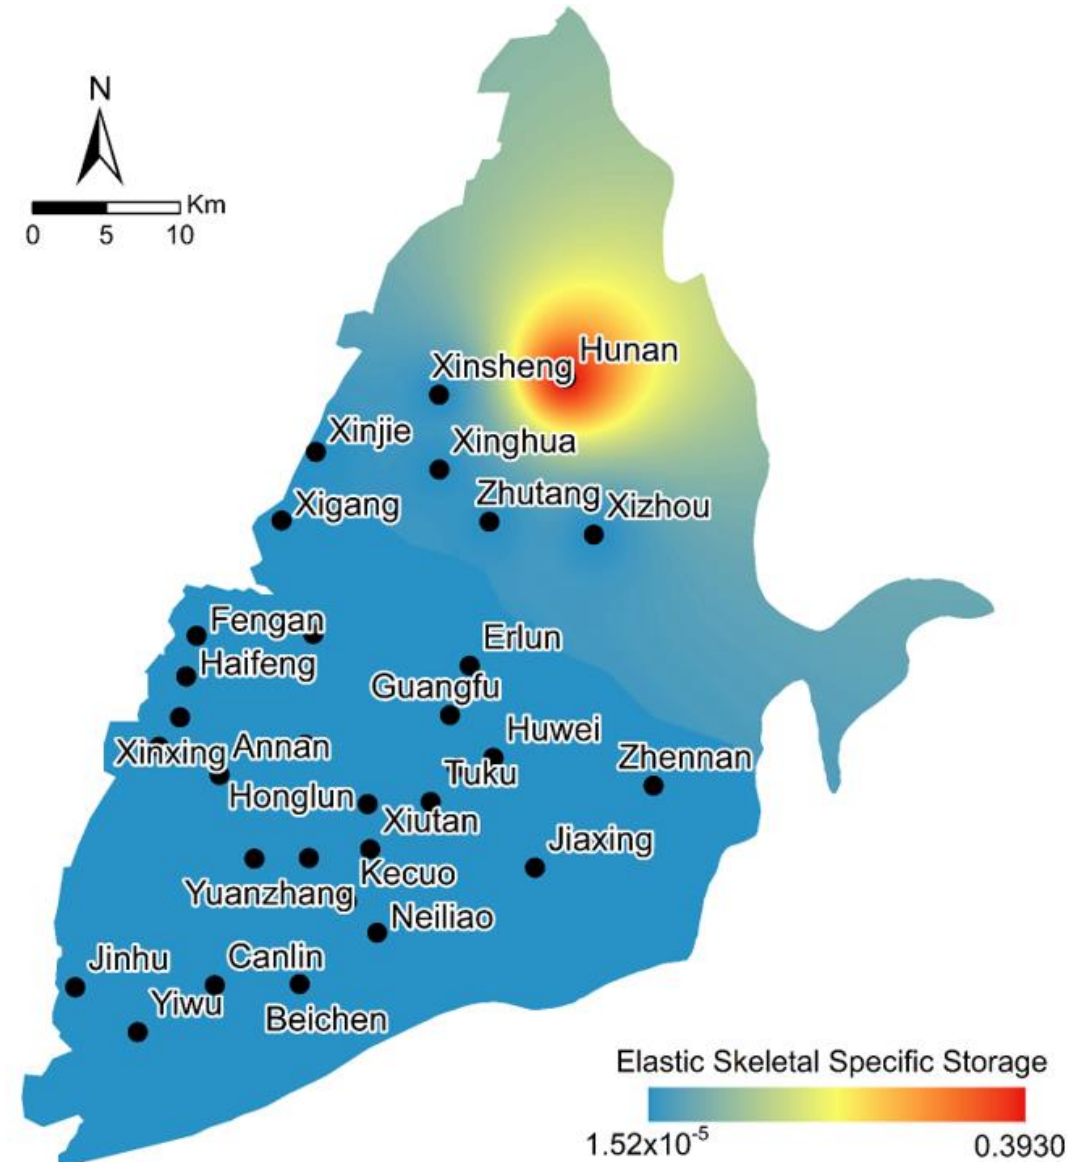 N
Km
0 5 10
Hunan
Xinsheng
Xinjie
Xinghua
Zhutang
Xizhou
Xigang
Fengan
Erlun
Haifeng
Guangfu
Huwei
Xinxing
Annan
Zhennan
Tuku
Honglun
Xiutan
Jiaxing
Kecuo
Yuanzhang
Neiliao
Jinhu
Canlin
Yiwu
Beichen
Elastic Skeletal Specific Storage
1.52x10⁻⁵ 0.3930